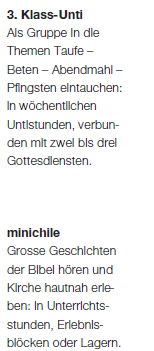 3. Klass-Unti
Als Gruppe in die
Themen Taufe –
Beten – Abendmahl –
Pfingsten eintauchen:
In wöchentlichen
Untistunden, verbun-
den mit zwei bis drei
Gottesdiensten.
minichile
Grosse Geschichten
der Bibel hören und
Kirche hautnah erle-
ben: In Unterrichts-
stunden, Erlebnis-
blöcken oder Lagern.